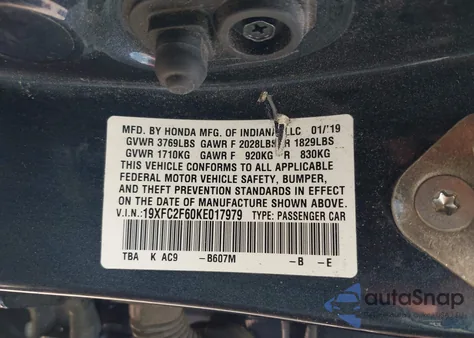 MFD. BY HONDA MFG. OF INDIANA LLC 01/'19
GVWR 3769LBS GAWR F 2028LBS R 1829LBS
GVWR 1710KG GAWR F 920KG R 830KG
THIS VEHICLE CONFORMS TO ALL APPLICABLE
FEDERAL MOTOR VEHICLE SAFETY, BUMPER,
AND THEFT PREVENTION STANDARDS IN EFFECT
ON THE DATE OF MANUFACTURE SHOWN ABOVE.
V.I.N.:19XFC2F60KE017979 TYPE: PASSENGER CAR
TBA K AC9 -B607M -B -E
autoSnap